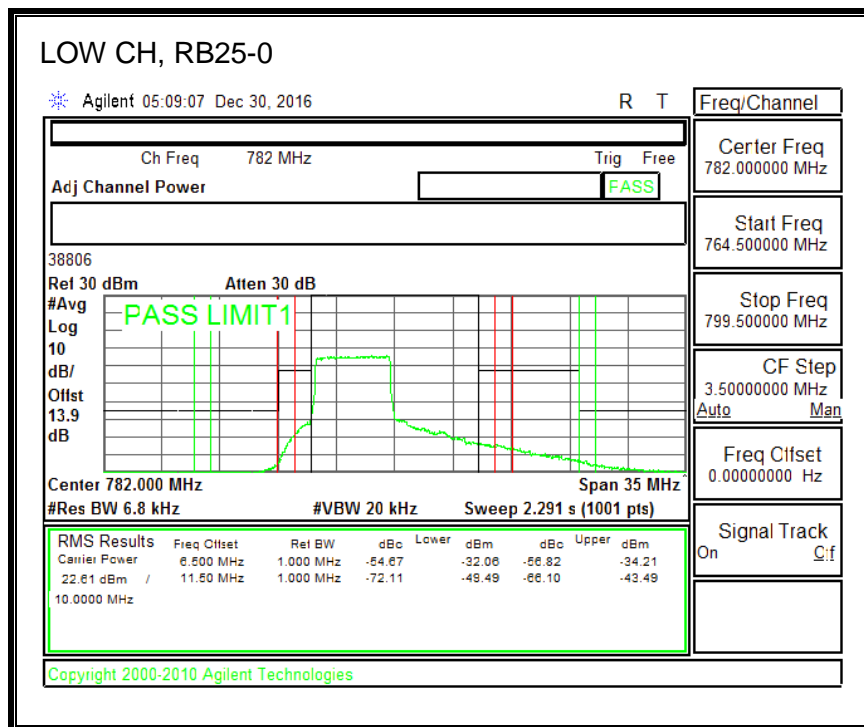 LOW CH, RB25-0
Agilent 05:09:07 Dec 30, 2016 R T
Freq/Channel
Ch Freq 782 MHz Trig Free
Adj Channel Power PASS
Center Freq
782.000000 MHz
Start Freq
764.500000 MHz
Stop Freq
799.500000 MHz
CF Step
3.50000000 MHz
Auto Man
Freq Offset
0.00000000 Hz
Signal Track
On Off
38806
Ref 30 dBm Atten 30 dB
#Avg
Log
10
dB/
Offst
13.9
dB
PASS LIMIT1
Center 782.000 MHz Span 35 MHz
#Res BW 6.8 kHz #VBW 20 kHz Sweep 2.291 s (1001 pts)
RMS Results Freq Offset Ref BW dBc Lower dBm dBc Upper dBm
Carrier Power 6.500 MHz 1.000 MHz -54.67 -32.06 -56.82 -34.21
22.61 dBm / 11.50 MHz 1.000 MHz -72.11 -49.49 -66.10 -43.49
10.0000 MHz
Copyright 2000-2010 Agilent Technologies